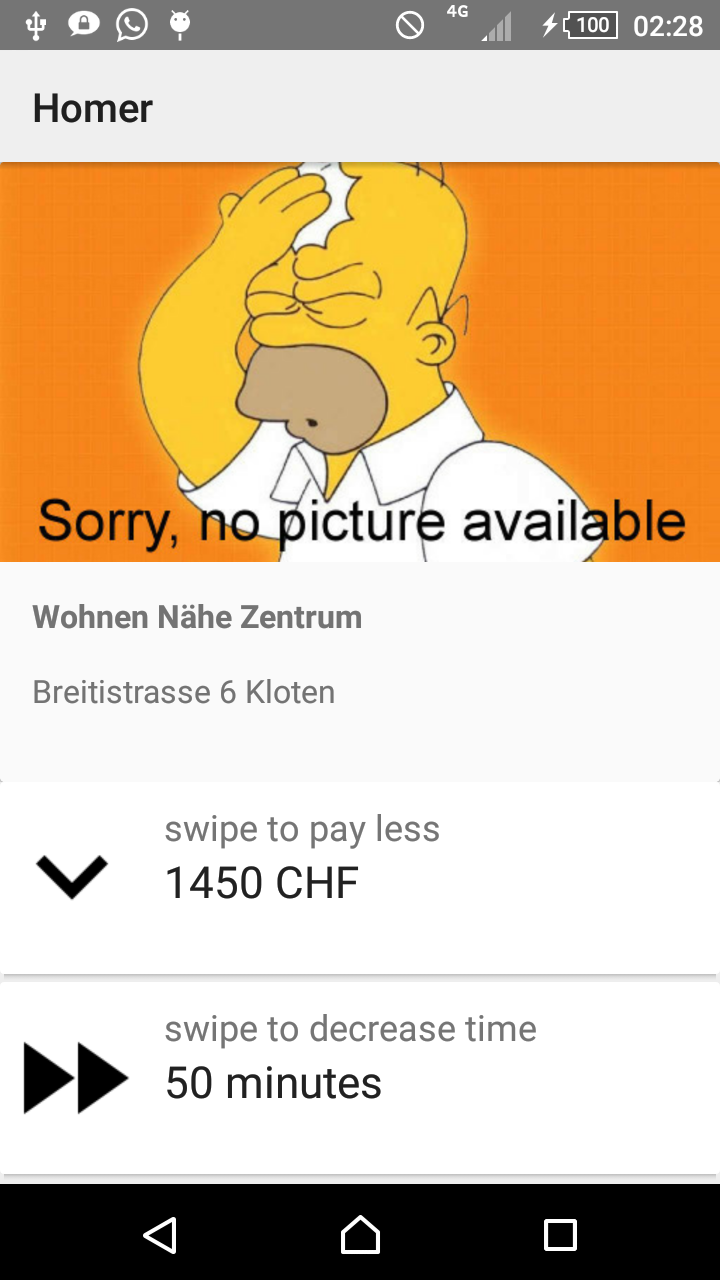 4G 100 02:28
Homer
Sorry, no picture available
Wohnen Nähe Zentrum
Breitistrasse 6 Kloten
swipe to pay less
1450 CHF
swipe to decrease time
50 minutes